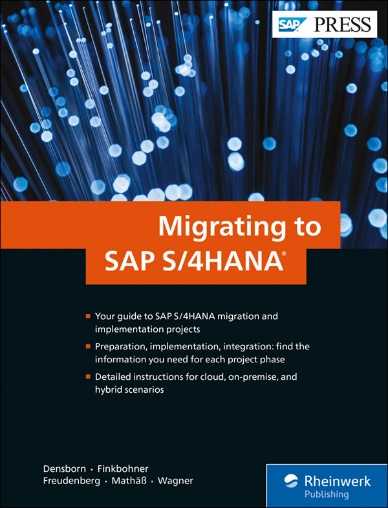 SAP PRESS
Migrating to
SAP S/4HANA®
▪ Your guide to SAP S/4HANA migration and
implementation projects
▪ Preparation, implementation, integration: find the
information you need for each project phase
▪ Detailed instructions for cloud, on-premise, and
hybrid scenarios
Densborn · Finkbohner
Freudenberg · Mathäß · Wagner
Rheinwerk
Publishing